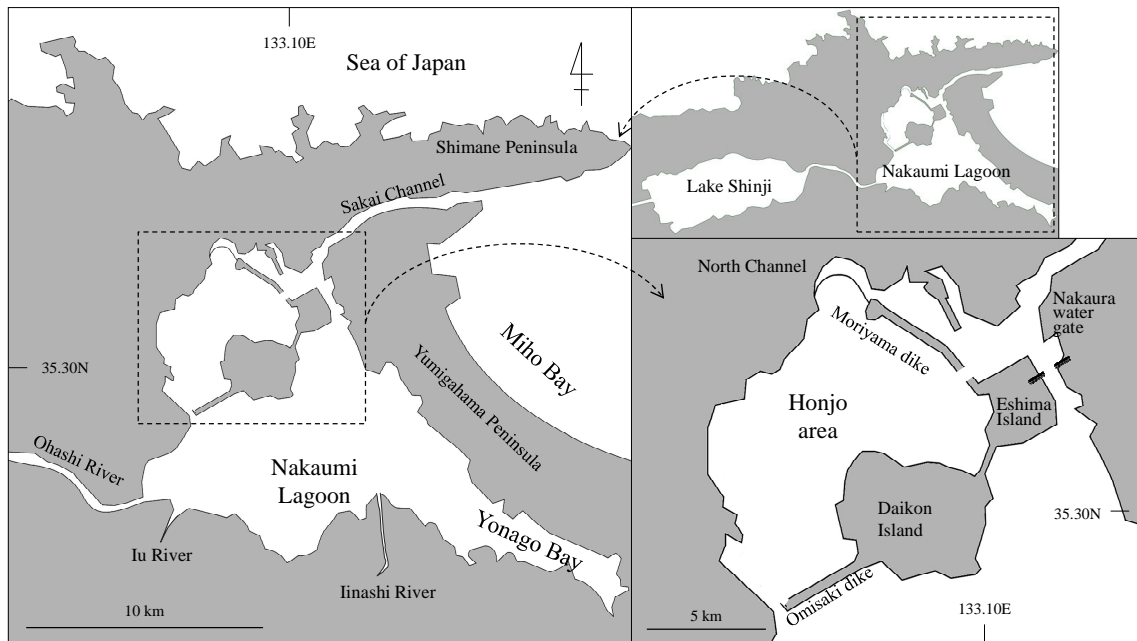 133.10E
Sea of Japan
Shimane Peninsula
Sakai Channel
35.30N
Miho Bay
Yumigahama Peninsula
Ohashi River
Nakaumi
Lagoon
Yonago Bay
Iu River
Iinashi River
10 km
Lake Shinji
Nakaumi Lagoon
North Channel
Nakaura
water
gate
Moriyama dike
Honjo
area
Eshima
Island
Daikon
Island
35.30N
Omisaki dike
5 km
133.10E